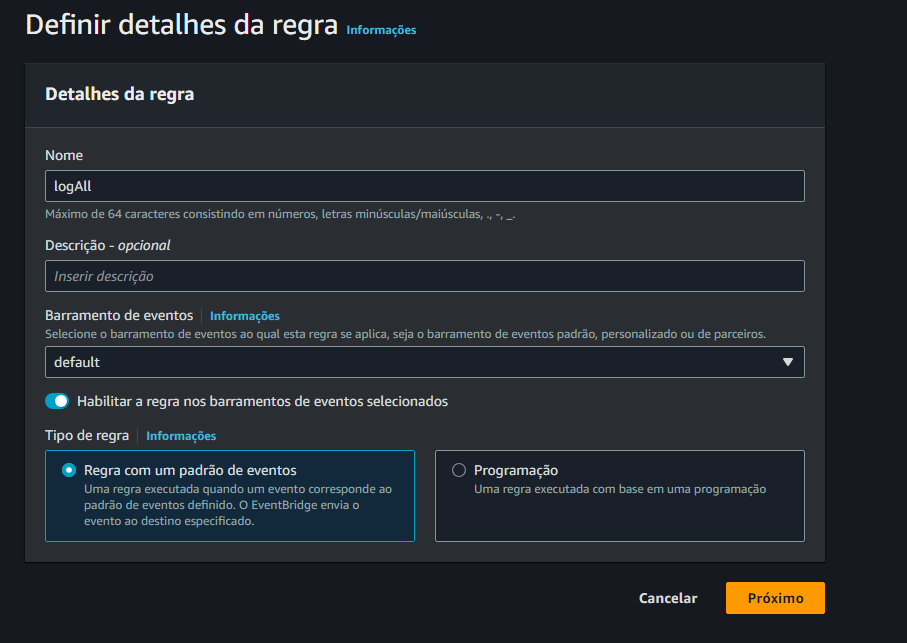 Definir detalhes da regra Informações
Detalhes da regra
Nome
logAll
Máximo de 64 caracteres consistindo em números, letras minúsculas/maiúsculas, ., -, _.
Descrição - opcional
Inserir descrição
Barramento de eventos Informações
Selecione o barramento de eventos ao qual esta regra se aplica, seja o barramento de eventos padrão, personalizado ou de parceiros.
default
Habilitar a regra nos barramentos de eventos selecionados
Tipo de regra Informações
Regra com um padrão de eventos
Uma regra executada quando um evento corresponde ao
padrão de eventos definido. O EventBridge envia o
evento ao destino especificado.
Programação
Uma regra executada com base em uma programação
Cancelar
Próximo